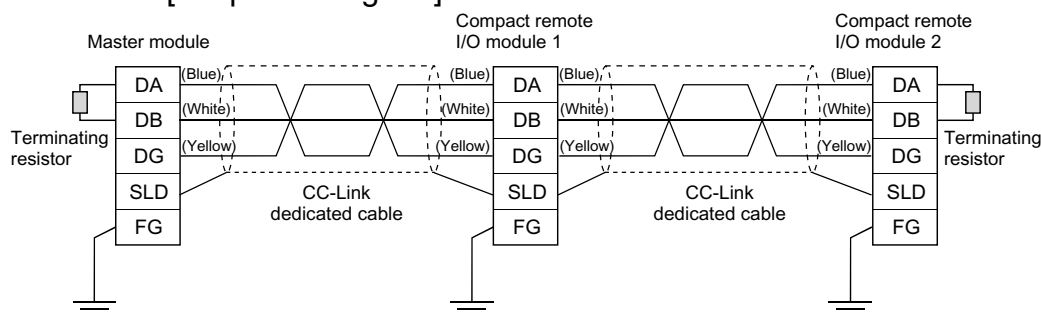 Compact remote
I/O module 1
Compact remote
I/O module 2
Master module
DA
(Blue)
(Blue)
DA
(Blue)
(Blue)
DA
DB
(White)
(White)
DB
(White)
(White)
DB
Terminating
resistor
DG
(Yellow)
(Yellow)
DG
(Yellow)
(Yellow)
DG
Terminating
resistor
SLD
CC-Link
dedicated cable
SLD
CC-Link
dedicated cable
SLD
FG
FG
FG